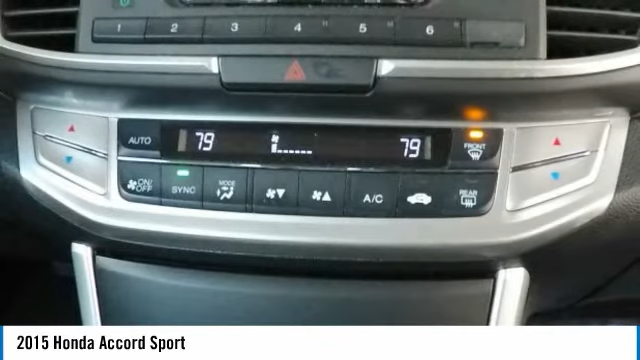 1 2 3 4 5 6
AUTO 79 79 FRONT
ON/OFF SYNC MODE A/C REAR
2015 Honda Accord Sport